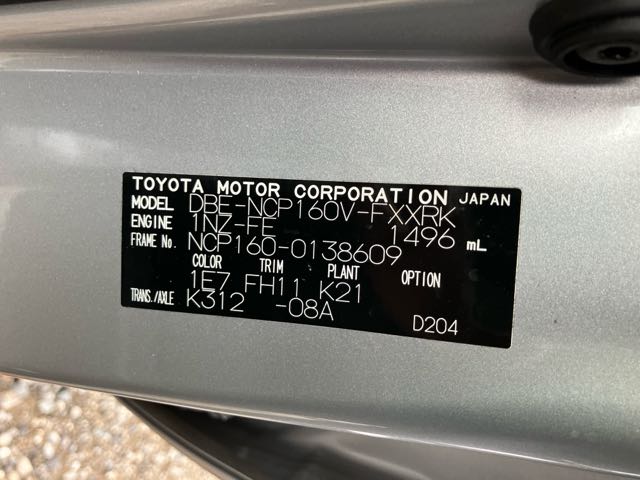 TOYOTA MOTOR CORPORATION JAPAN
MODEL DBE-NCP160V-FXXRK
ENGINE 1NZ-FE 1496 mL
FRAME No. NCP160-0138609
COLOR TRIM PLANT OPTION
1E7 FH11 K21
TRANS./AXLE K312 -08A
D204